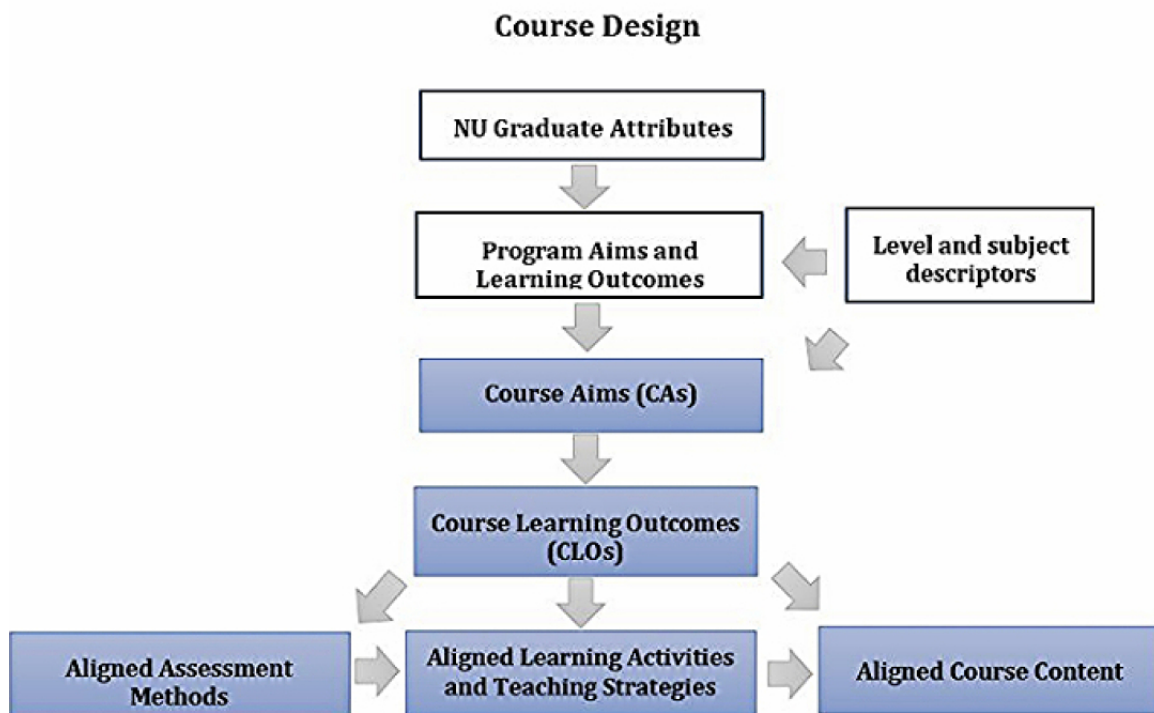 Course Design
NU Graduate Attributes
Program Aims and
Learning Outcomes
Level and subject
descriptors
Course Aims (CAs)
Course Learning Outcomes
(CLOs)
Aligned Assessment
Methods
Aligned Learning Activities
and Teaching Strategies
Aligned Course Content